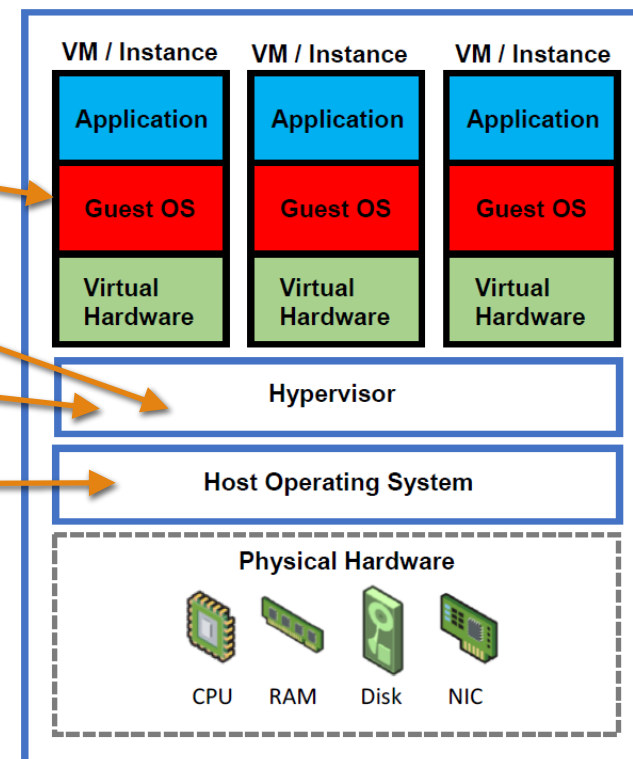 VM / Instance VM / Instance VM / Instance
Application Application Application
Guest OS Guest OS Guest OS
Virtual Virtual Virtual
Hardware Hardware Hardware
Hypervisor
Host Operating System
Physical Hardware
CPU RAM Disk NIC